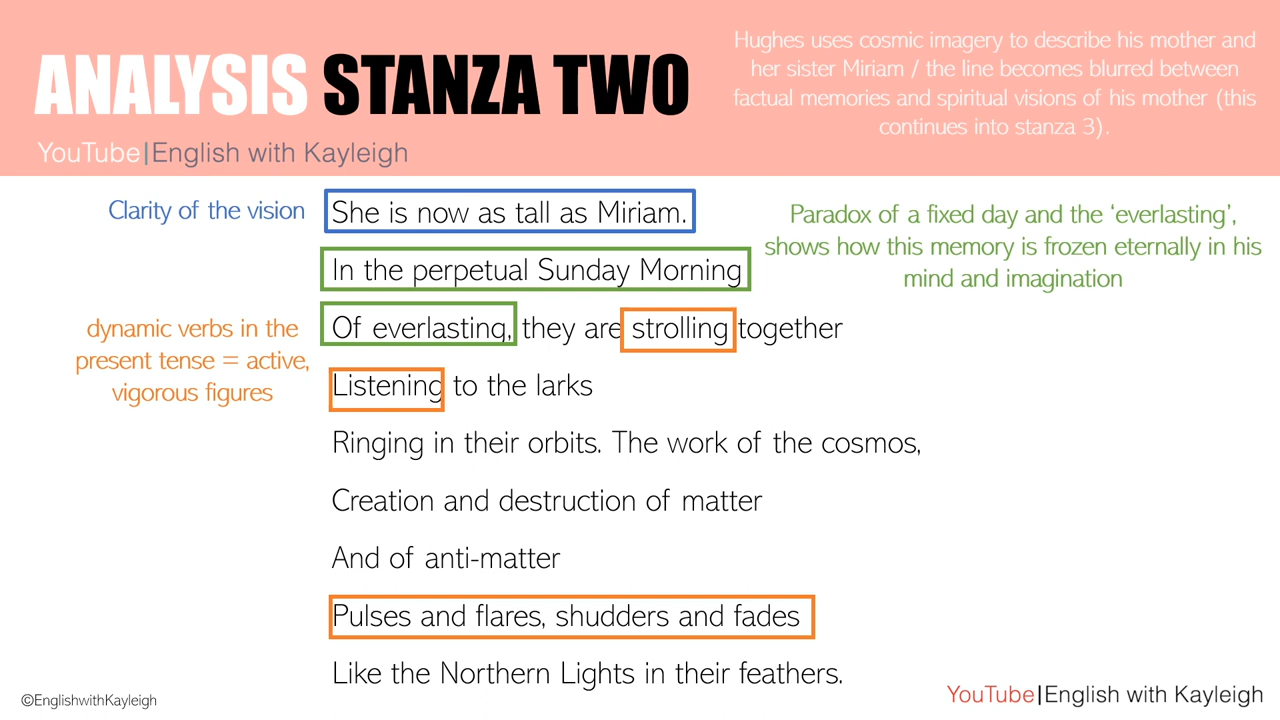 ANALYSIS STANZA TWO
YouTube|English with Kayleigh
Hughes uses cosmic imagery to describe his mother and
her sister Miriam / the line becomes blurred between
factual memories and spiritual visions of his mother (this
continues into stanza 3).
Clarity of the vision
She is now as tall as Miriam.
In the perpetual Sunday Morning
Of everlasting, they are strolling together
Listening to the larks
Ringing in their orbits. The work of the cosmos,
Creation and destruction of matter
And of anti-matter
Pulses and flares, shudders and fades
Like the Northern Lights in their feathers.
Paradox of a fixed day and the ‘everlasting’,
shows how this memory is frozen eternally in his
mind and imagination
dynamic verbs in the
present tense = active,
vigorous figures
©EnglishwithKayleigh
YouTube|English with Kayleigh